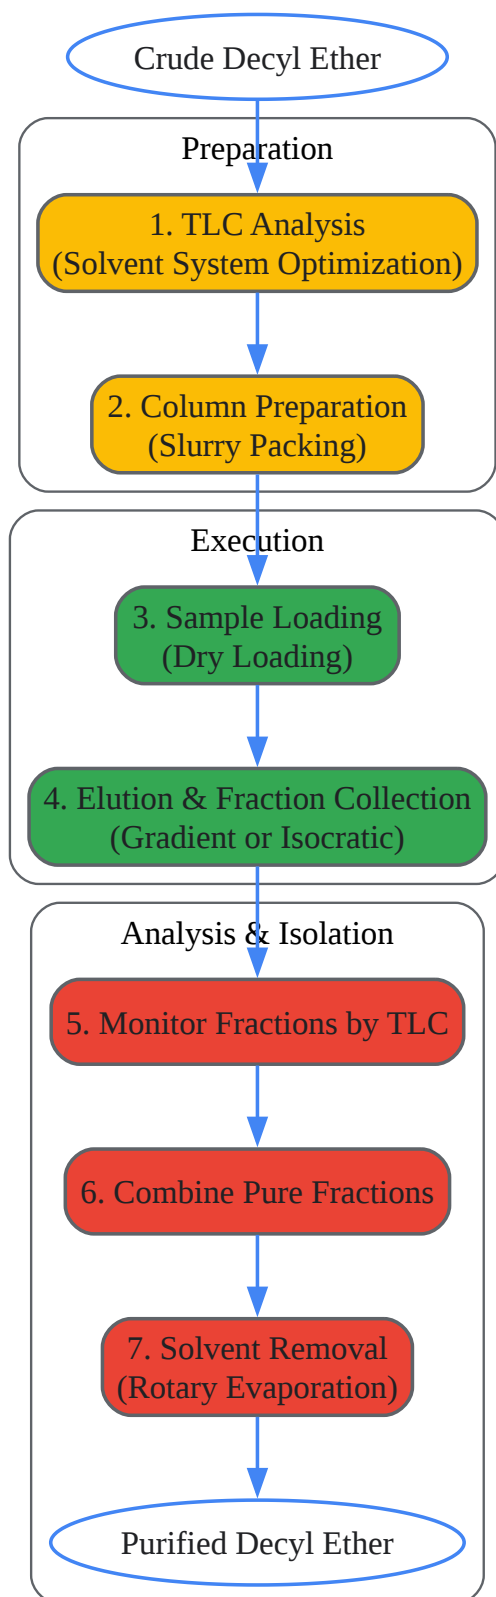 Crude Decyl Ether
Preparation
1. TLC Analysis
(Solvent System Optimization)
2. Column Preparation
(Slurry Packing)
Execution
3. Sample Loading
(Dry Loading)
4. Elution & Fraction Collection
(Gradient or Isocratic)
Analysis & Isolation
5. Monitor Fractions by TLC
6. Combine Pure Fractions
7. Solvent Removal
(Rotary Evaporation)
Purified Decyl Ether